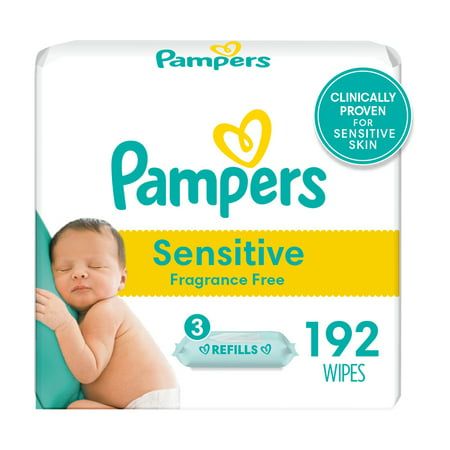 Pampers
CLINICALLY
PROVEN
FOR
SENSITIVE
SKIN
Pampers
Sensitive
Fragrance Free
3
REFILLS
192
WIPES